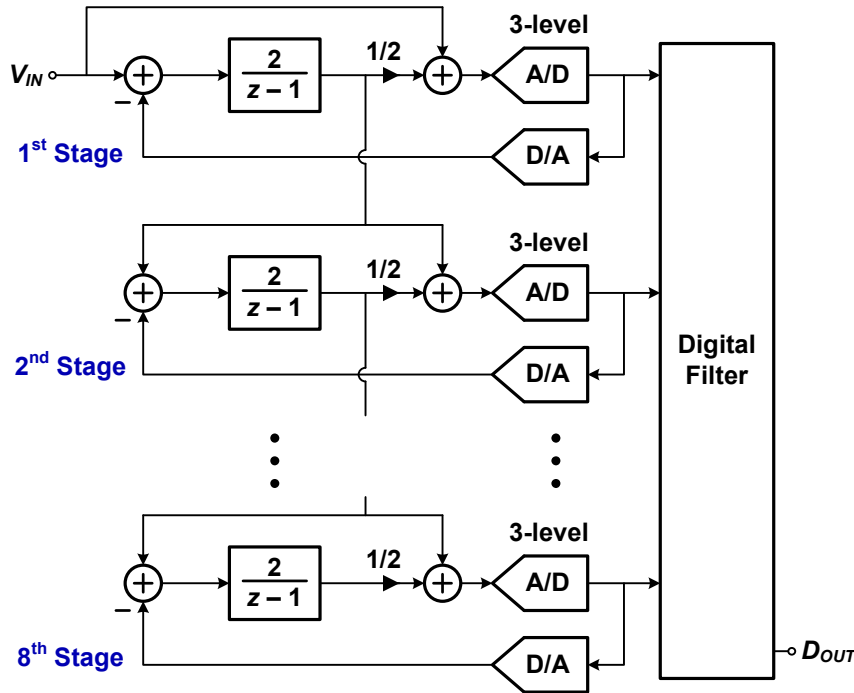 3-level
1/2
2
z – 1
A/D
V_IN
–
D/A
1st Stage
3-level
1/2
2
z – 1
A/D
–
D/A
2nd Stage
Digital
Filter
3-level
1/2
2
z – 1
A/D
–
D/A
8th Stage
D_OUT